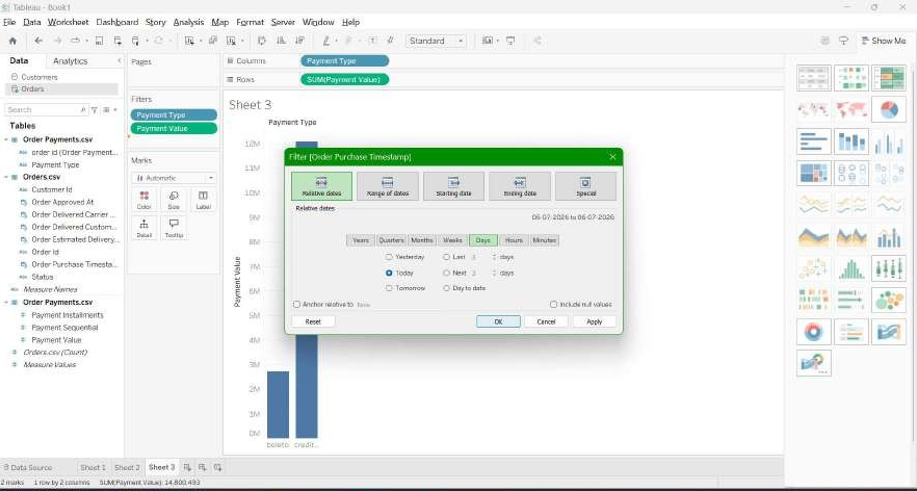 Tableau - Book1
File Data Worksheet Dashboard Story Analysis Map Format Server Window Help
Standard
Show Me
Data Analytics
Pages
Columns Payment Type
Rows SUM(Payment Value)
Customers
Orders
Search
Filters
Payment Type
Payment Value
Sheet 3
Payment Type
Tables
Order Payments.csv
order id (Order Payment...
Payment Type
Orders.csv
Customer Id
Order Approved At
Order Delivered Carrier ...
Order Delivered Custom...
Order Estimated Delivery...
Order Id
Order Purchase Timesta...
Status
Measure Names
Order Payments.csv
Payment Installments
Payment Sequential
Payment Value
Orders.csv (Count)
Measure Values
Marks
Automatic
Color Size Label
Detail Tooltip
12M
11M
10M
9M
8M
7M
6M
5M
4M
3M
2M
1M
0M
Payment Value
boleto credit...
Filter [Order Purchase Timestamp]
Relative dates Range of dates Starting date Ending date Special
Relative dates
06-07-2026 to 06-07-2026
Years Quarters Months Weeks Days Hours Minutes
Yesterday Last 3 days
Today Next 3 days
Tomorrow Day to date
Anchor relative to Include null values
Reset OK Cancel Apply
Data Source Sheet 1 Sheet 2 Sheet 3
2 marks 1 row by 2 columns SUM(Payment Value): 14,800,493